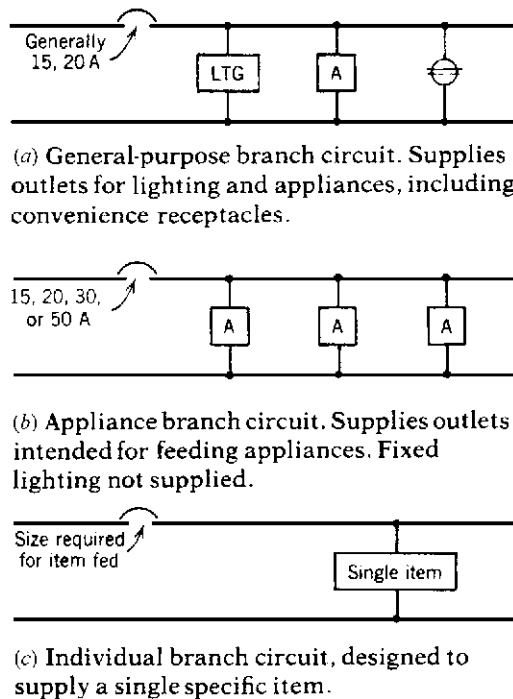 Generally
15, 20 A
LTG
A
(a) General-purpose branch circuit. Supplies
outlets for lighting and appliances, including
convenience receptacles.
15, 20, 30,
or 50 A
A
A
A
(b) Appliance branch circuit. Supplies outlets
intended for feeding appliances. Fixed
lighting not supplied.
Size required
for item fed
Single item
(c) Individual branch circuit, designed to
supply a single specific item.